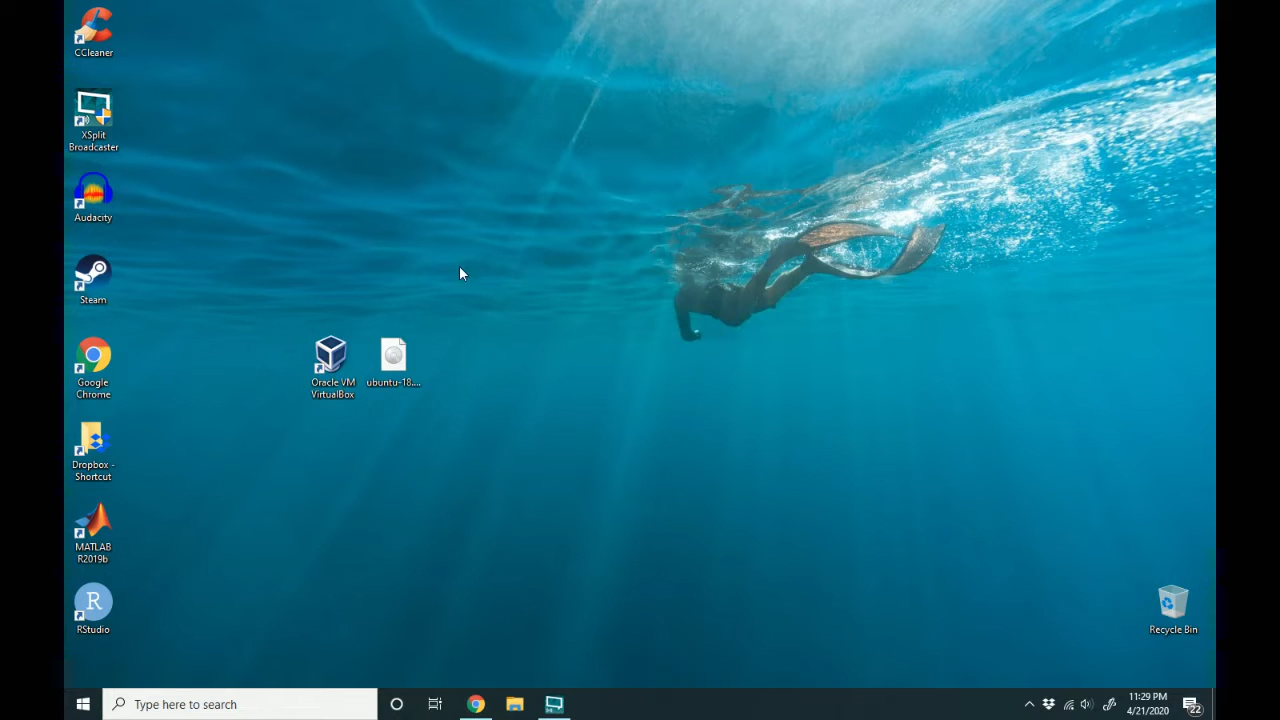 CCleaner
XSplit
Broadcaster
Audacity
Steam
Google
Chrome
Dropbox -
Shortcut
MATLAB
R2019b
R
RStudio
Oracle VM
VirtualBox
ubuntu-18....
Recycle Bin
Type here to search
11:29 PM
4/21/2020
22